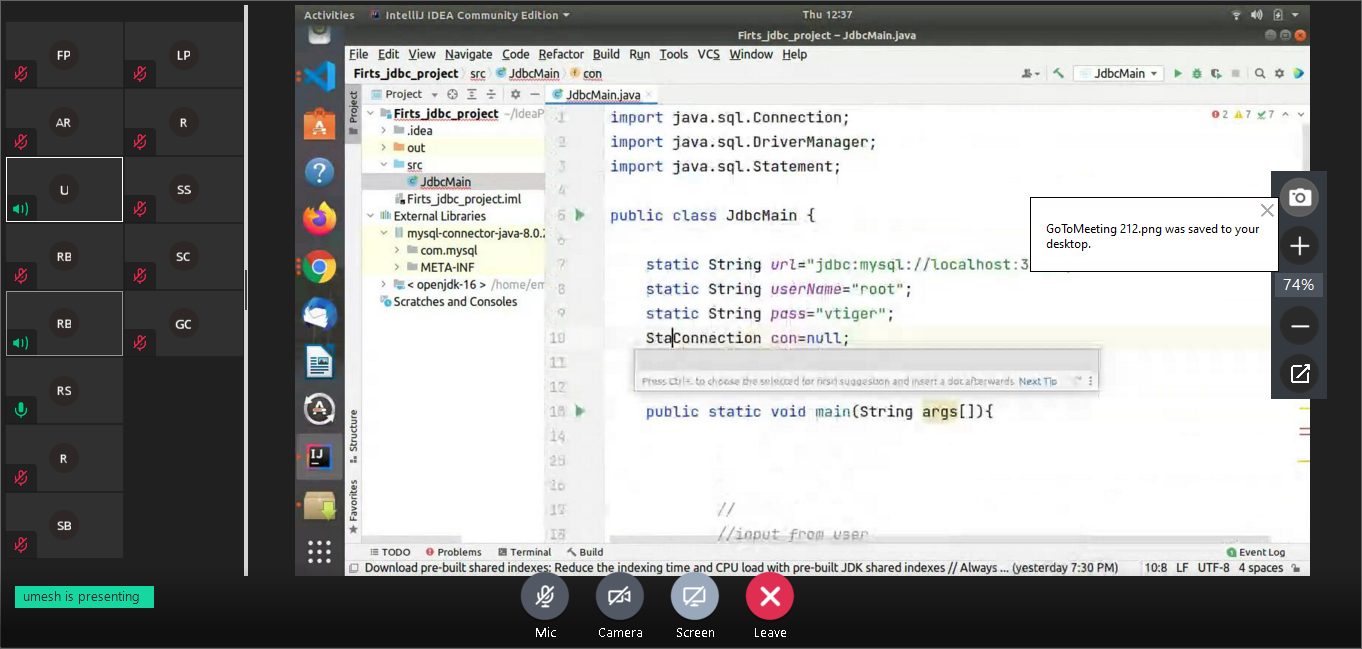 FP
LP
AR
R
U
SS
RB
SC
RB
GC
RS
R
SB
umesh is presenting
Activities
IntelliJ IDEA Community Edition
Thu 12:37
Firts_jdbc_project – JdbcMain.java
File Edit View Navigate Code Refactor Build Run Tools VCS Window Help
Firts_jdbc_project src JdbcMain con
JdbcMain
Project
Project
JdbcMain.java
Firts_jdbc_project ~/IdeaP
.idea
out
src
JdbcMain
Firts_jdbc_project.iml
External Libraries
mysql-connector-java-8.0.2
com.mysql
META-INF
< openjdk-16 > /home/em
Scratches and Consoles
Structure
Favorites
2 7 7
1 import java.sql.Connection;
2 import java.sql.DriverManager;
3 import java.sql.Statement;
4
5 public class JdbcMain {
6
7 static String url="jdbc:mysql://localhost:3
8 static String userName="root";
9 static String pass="vtiger";
10 StaConnection con=null;
11
12 Press Ctrl+. to choose the selected (or first) suggestion and insert a dot afterwards Next Tip
13 public static void main(String args[]){
14
15
16
17 //
18 //input from user
TODO Problems Terminal Build
Event Log
Download pre-built shared indexes: Reduce the indexing time and CPU load with pre-built JDK shared indexes // Always ... (yesterday 7:30 PM)
10:8 LF UTF-8 4 spaces
GoToMeeting 212.png was saved to your
desktop.
74%
Mic
Camera
Screen
Leave